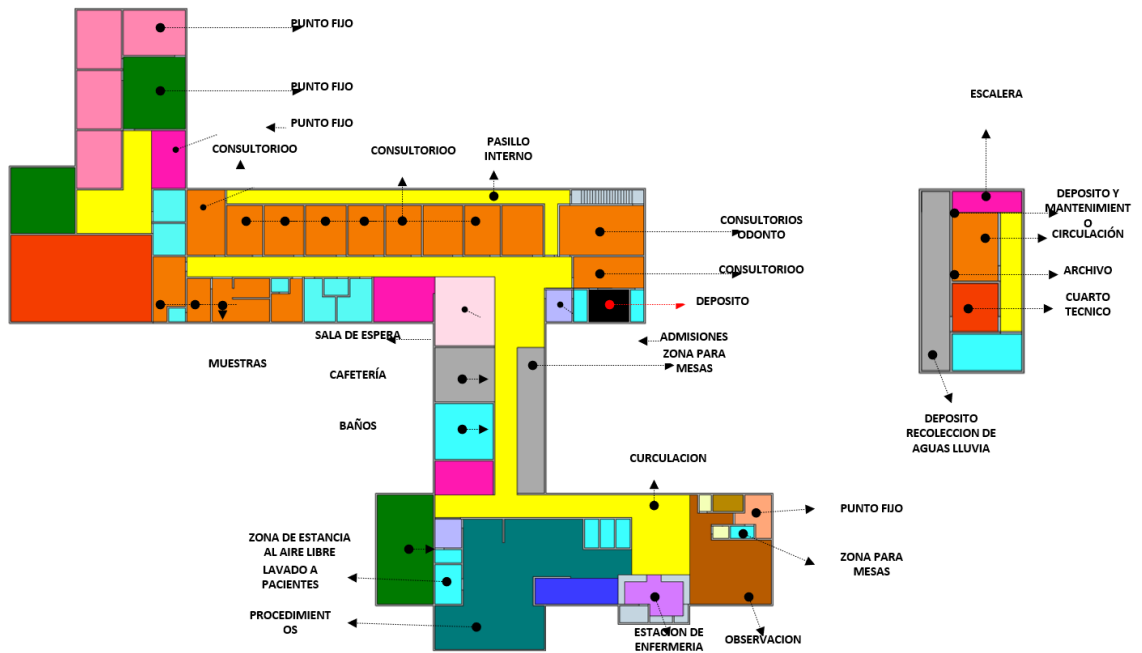 PUNTO FIJO
PUNTO FIJO
ESCALERA
PUNTO FIJO
CONSULTORIOO
CONSULTORIOO
PASILLO
INTERNO
DEPOSITO Y
MANTENIMIENT
O
CIRCULACIÓN
CONSULTORIOS
ODONTO
CONSULTORIOO
ARCHIVO
DEPOSITO
CUARTO
TECNICO
SALA DE ESPERA
ADMISIONES
ZONA PARA
MESAS
MUESTRAS
CAFETERÍA
BAÑOS
DEPOSITO
RECOLECCION DE
AGUAS LLUVIA
CURCULACION
PUNTO FIJO
ZONA DE ESTANCIA
AL AIRE LIBRE
LAVADO A
PACIENTES
ZONA PARA
MESAS
PROCEDIMIENT
OS
ESTACION DE
ENFERMERIA
OBSERVACION